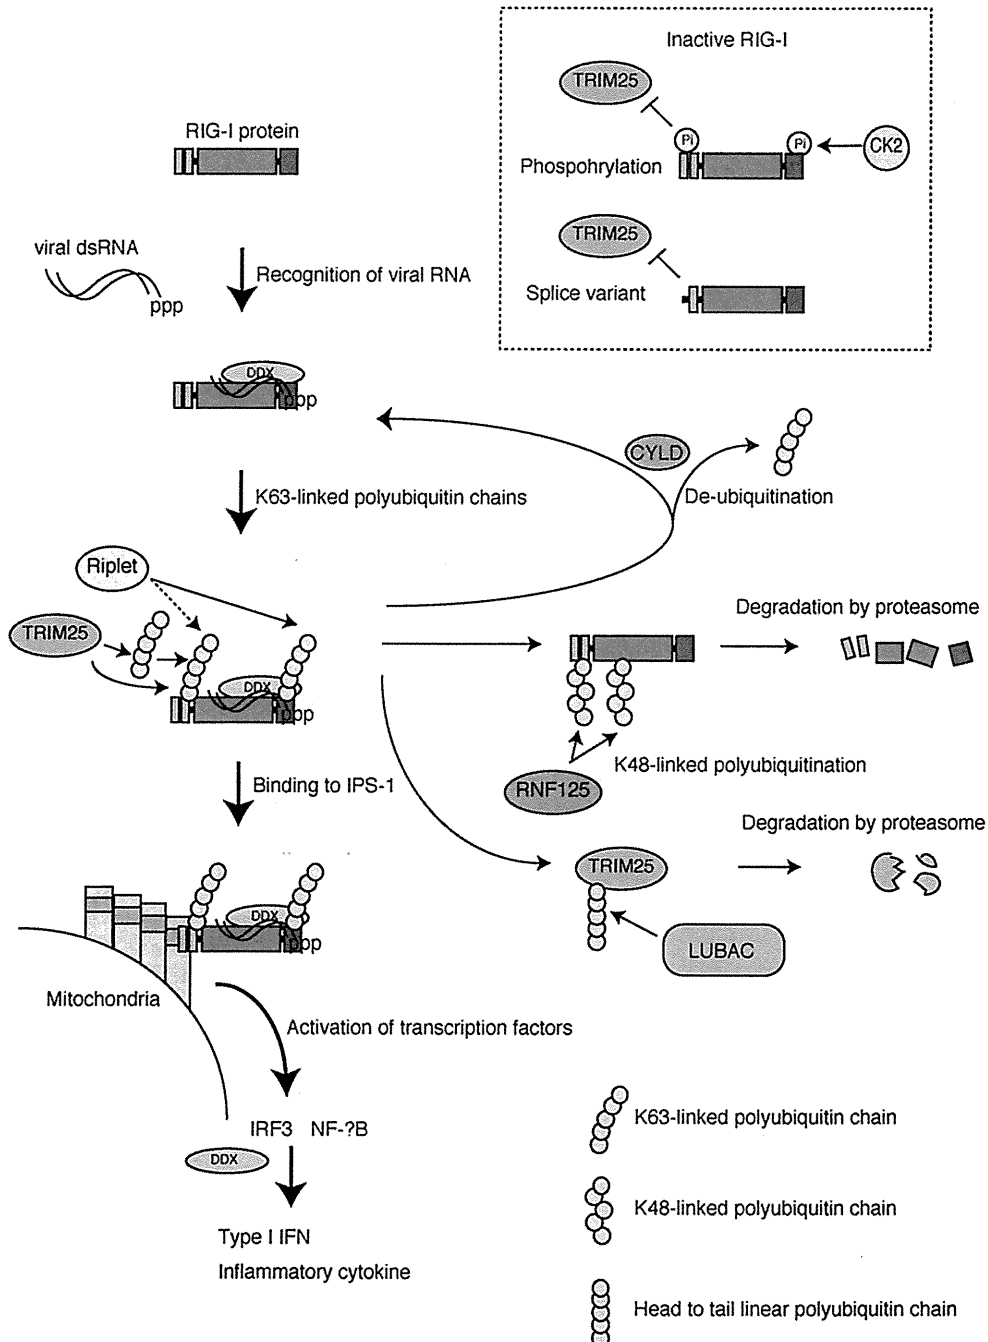 Inactive RIG-I
TRIM25
Pi
Pi
CK2
Phospohrylation
TRIM25
Splice variant
RIG-I protein
viral dsRNA
ppp
Recognition of viral RNA
DDX
ppp
CYLD
De-ubiquitination
K63-linked polyubiquitin chains
Riplet
TRIM25
DDX
ppp
Degradation by proteasome
K48-linked polyubiquitination
RNF125
Binding to IPS-1
Degradation by proteasome
TRIM25
LUBAC
DDX
ppp
Mitochondria
Activation of transcription factors
IRF3 NF-?B
DDX
Type I IFN
Inflammatory cytokine
K63-linked polyubiquitin chain
K48-linked polyubiquitin chain
Head to tail linear polyubiquitin chain